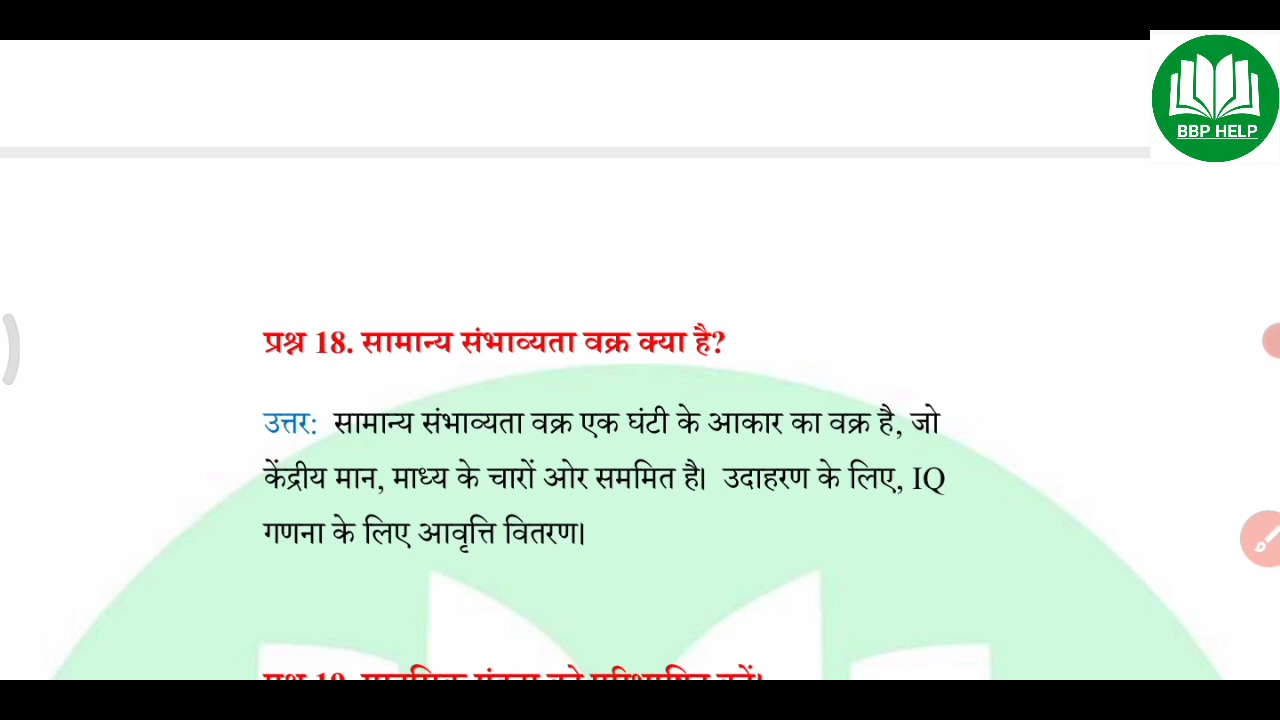 BBP HELP
प्रश्न 18. सामान्य संभाव्यता वक्र क्या है?
उत्तर: सामान्य संभाव्यता वक्र एक घंटी के आकार का वक्र है, जो
केंद्रीय मान, माध्य के चारों ओर सममित है। उदाहरण के लिए, IQ
गणना के लिए आवृत्ति वितरण।